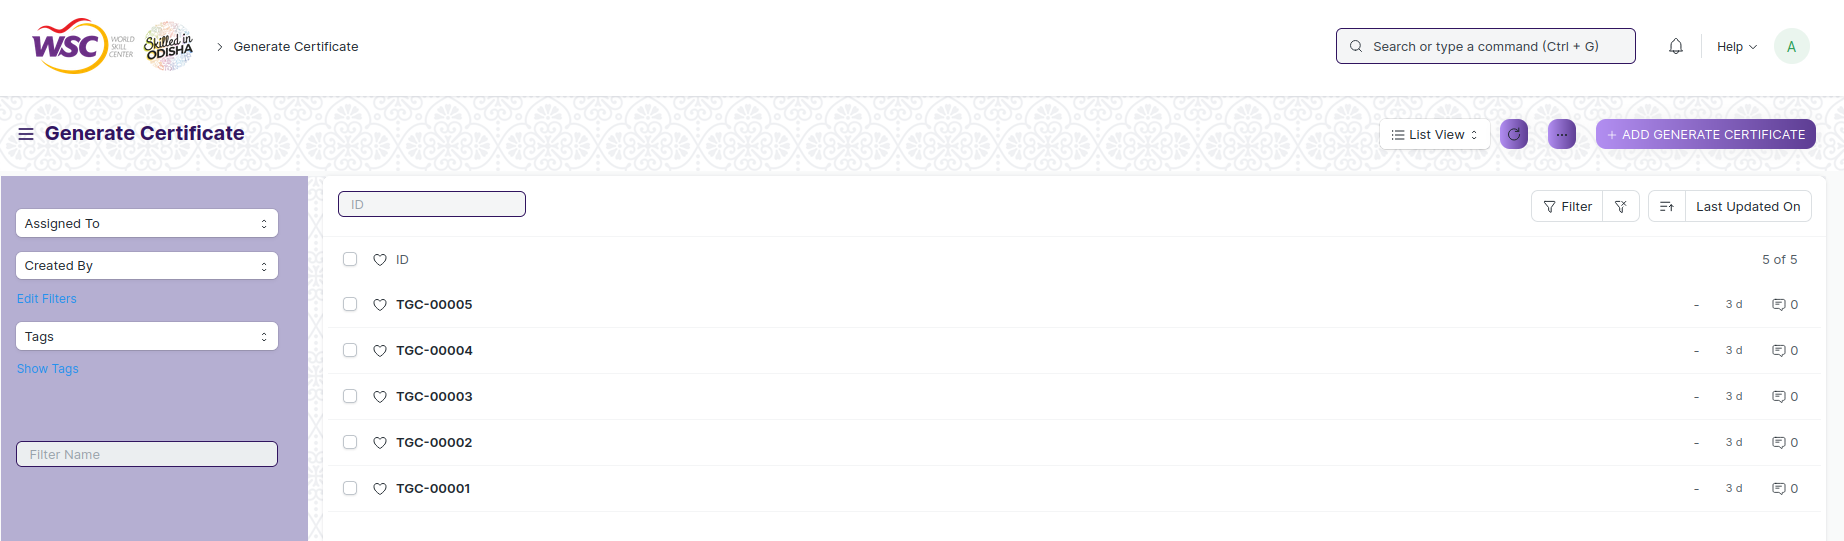 WSC WORLD SKILL CENTER
Skilled in ODISHA
Generate Certificate
Search or type a command (Ctrl + G)
Help
A
Generate Certificate
List View
...
+ ADD GENERATE CERTIFICATE
Assigned To
Created By
Edit Filters
Tags
Show Tags
Filter Name
ID
Filter
Last Updated On
ID 5 of 5
TGC-00005 - 3 d 0
TGC-00004 - 3 d 0
TGC-00003 - 3 d 0
TGC-00002 - 3 d 0
TGC-00001 - 3 d 0